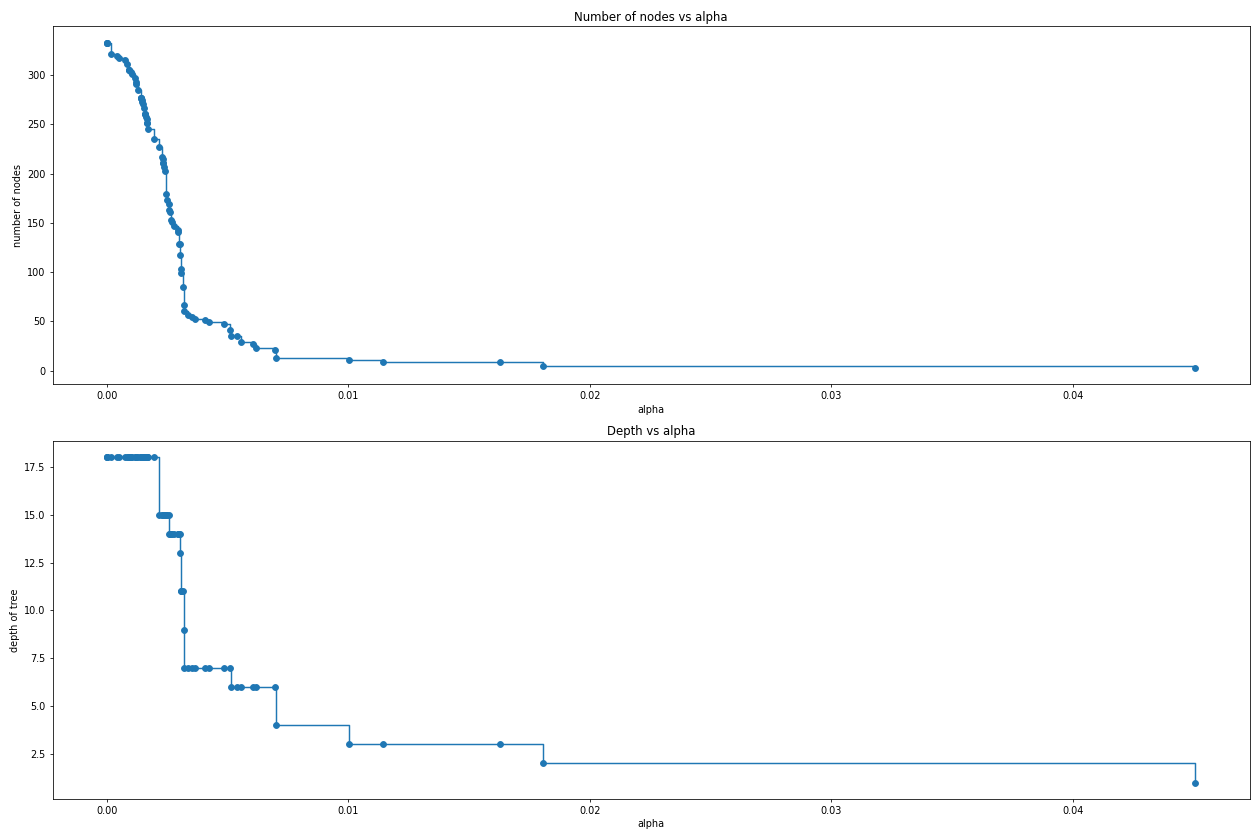 Number of nodes vs alpha
300
250
200
150
100
50
0
number of nodes
0.00 0.01 0.02 0.03 0.04
alpha
Depth vs alpha
17.5
15.0
12.5
10.0
7.5
5.0
2.5
depth of tree
0.00 0.01 0.02 0.03 0.04
alpha